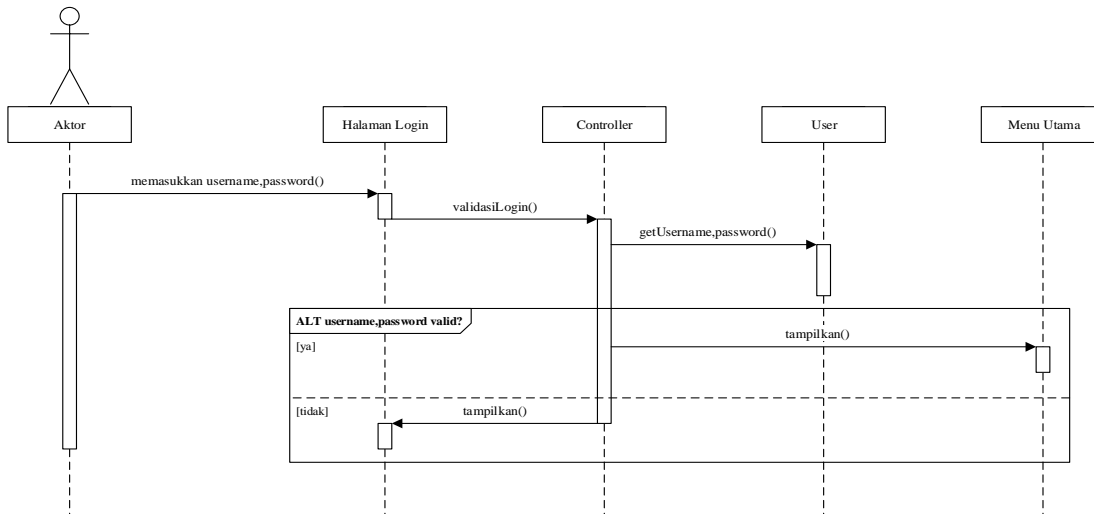 Aktor
Halaman Login
Controller
User
Menu Utama
memasukkan username,password()
validasiLogin()
getUsername,password()
ALT username,password valid?
tampilkan()
[ya]
[tidak]
tampilkan()